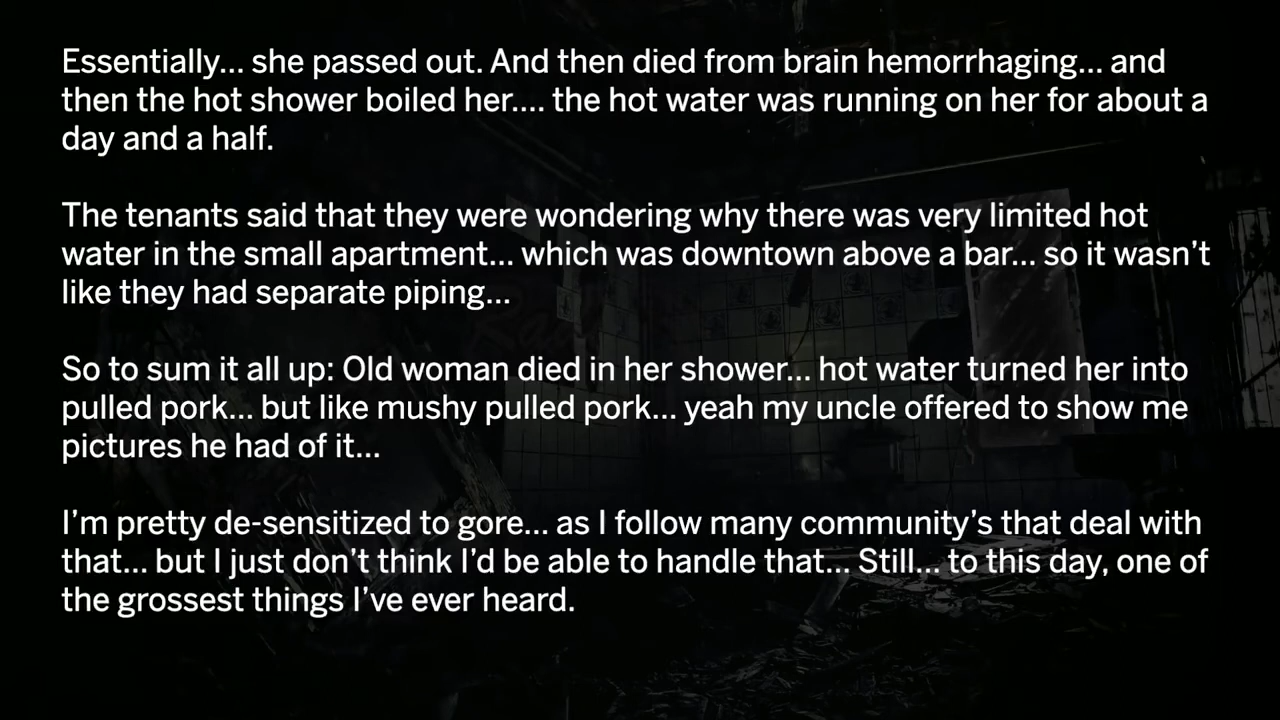 Essentially... she passed out. And then died from brain hemorrhaging... and
then the hot shower boiled her.... the hot water was running on her for about a
day and a half.
The tenants said that they were wondering why there was very limited hot
water in the small apartment... which was downtown above a bar... so it wasn't
like they had separate piping...
So to sum it all up: Old woman died in her shower... hot water turned her into
pulled pork... but like mushy pulled pork... yeah my uncle offered to show me
pictures he had of it...
I'm pretty de-sensitized to gore... as I follow many community's that deal with
that... but I just don't think I'd be able to handle that... Still... to this day, one of
the grossest things I've ever heard.